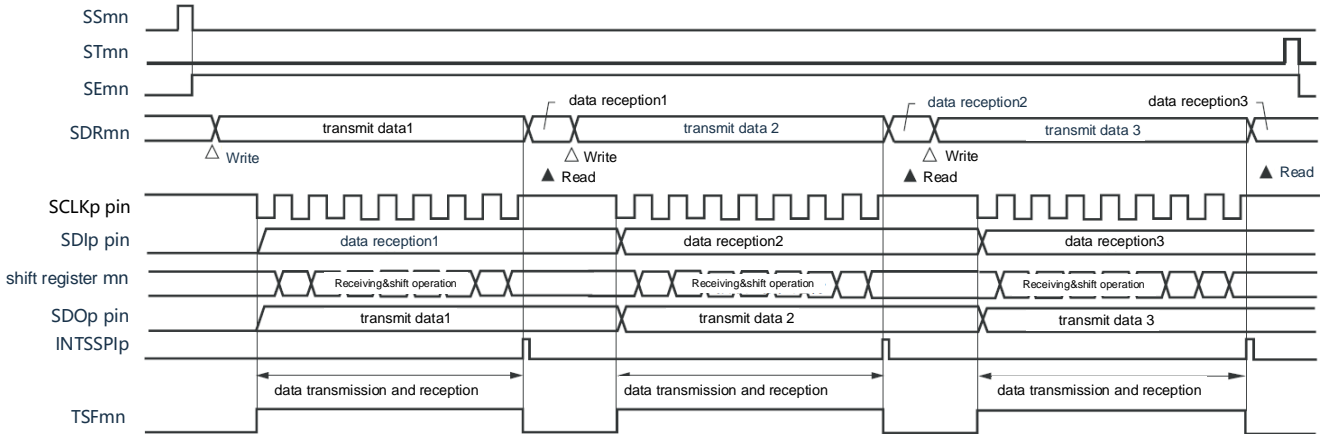 SSmn
STmn
SEmn
data reception1
data reception2
data reception3
SDRmn
transmit data1
transmit data 2
transmit data 3
Write
Write
Write
Read
Read
Read
SCLKp pin
SDIp pin
data reception1
data reception2
data reception3
shift register mn
Receiving&shift operation
Receiving&shift operation
Receiving&shift operation
SDOp pin
transmit data1
transmit data 2
transmit data 3
INTSSPIp
data transmission and reception
data transmission and reception
data transmission and reception
TSFmn